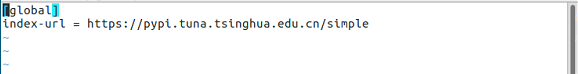 [global]
index-url = https://pypi.tuna.tsinghua.edu.cn/simple
~
~
~